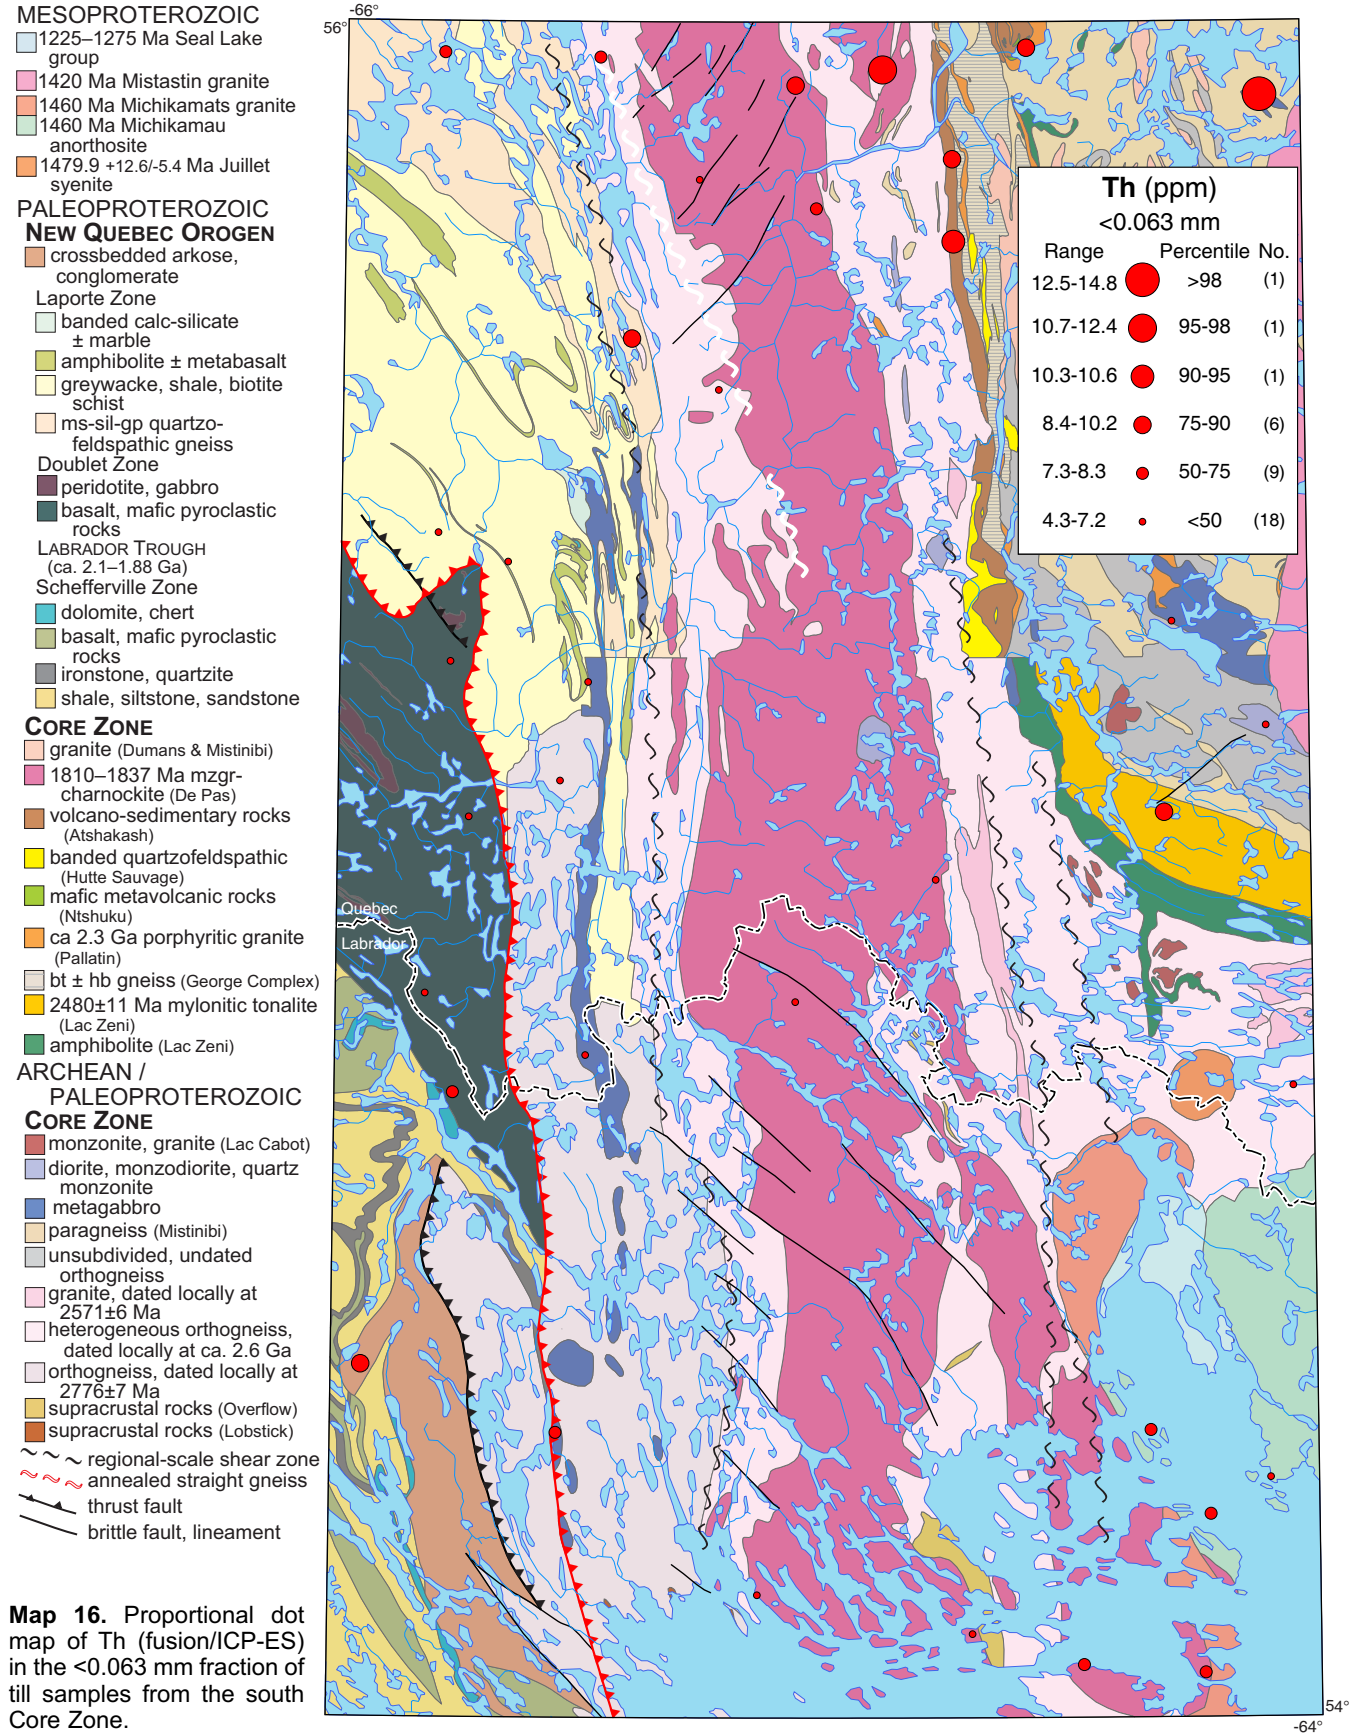 MESOPROTEROZOIC
1225–1275 Ma Seal Lake
group
1420 Ma Mistastin granite
1460 Ma Michikamats granite
1460 Ma Michikamau
anorthosite
1479.9 +12.6/-5.4 Ma Juillet
syenite
PALEOPROTEROZOIC
NEW QUEBEC OROGEN
crossbedded arkose,
conglomerate
Laporte Zone
banded calc-silicate
± marble
amphibolite ± metabasalt
greywacke, shale, biotite
schist
ms-sil-gp quartzo-
feldspathic gneiss
Doublet Zone
peridotite, gabbro
basalt, mafic pyroclastic
rocks
LABRADOR TROUGH
(ca. 2.1–1.88 Ga)
Schefferville Zone
dolomite, chert
basalt, mafic pyroclastic
rocks
ironstone, quartzite
shale, siltstone, sandstone
CORE ZONE
granite (Dumans & Mistinibi)
1810–1837 Ma mzgr-
charnockite (De Pas)
volcano-sedimentary rocks
(Atshakash)
banded quartzofeldspathic
(Hutte Sauvage)
mafic metavolcanic rocks
(Ntshuku)
ca 2.3 Ga porphyritic granite
(Pallatin)
bt ± hb gneiss (George Complex)
2480±11 Ma mylonitic tonalite
(Lac Zeni)
amphibolite (Lac Zeni)
ARCHEAN /
PALEOPROTEROZOIC
CORE ZONE
monzonite, granite (Lac Cabot)
diorite, monzodiorite, quartz
monzonite
metagabbro
paragneiss (Mistinibi)
unsubdivided, undated
orthogneiss
granite, dated locally at
2571±6 Ma
heterogeneous orthogneiss,
dated locally at ca. 2.6 Ga
orthogneiss, dated locally at
2776±7 Ma
supracrustal rocks (Overflow)
supracrustal rocks (Lobstick)
regional-scale shear zone
annealed straight gneiss
thrust fault
brittle fault, lineament
Map 16. Proportional dot
map of Th (fusion/ICP-ES)
in the <0.063 mm fraction of
till samples from the south
Core Zone.
-66°
56°
Th (ppm)
<0.063 mm
Range Percentile No.
12.5-14.8 >98 (1)
10.7-12.4 95-98 (1)
10.3-10.6 90-95 (1)
8.4-10.2 75-90 (6)
7.3-8.3 50-75 (9)
4.3-7.2 <50 (18)
Quebec
Labrador
54°
-64°